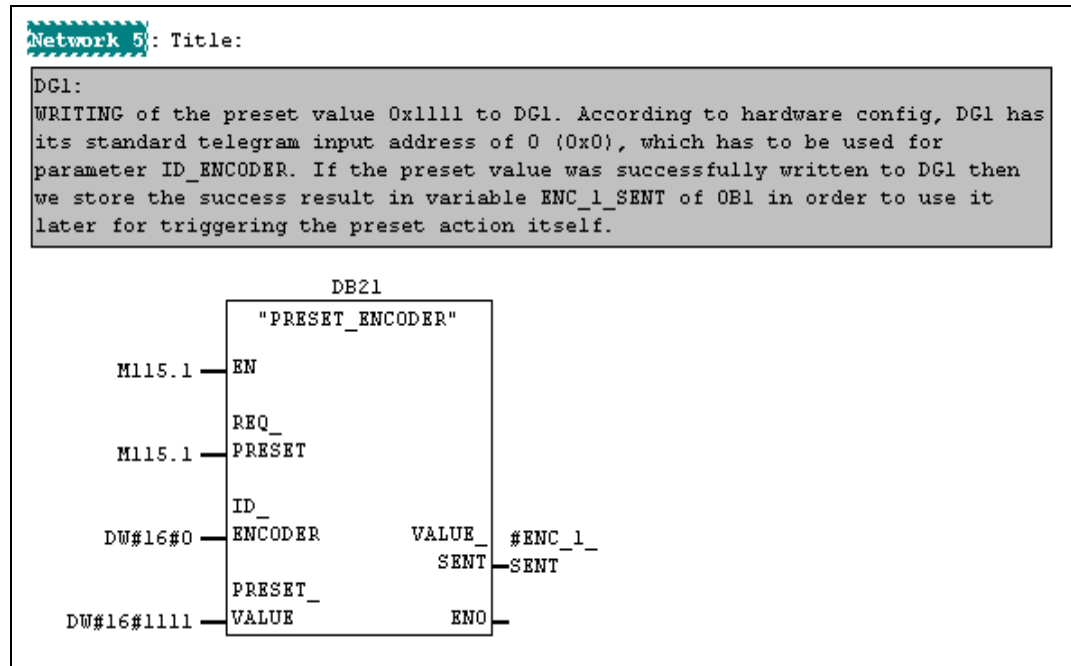 Network 5: Title:
DG1:
WRITING of the preset value 0x1111 to DG1. According to hardware config, DG1 has
its standard telegram input address of 0 (0x0), which has to be used for
parameter ID_ENCODER. If the preset value was successfully written to DG1 then
we store the success result in variable ENC_1_SENT of OB1 in order to use it
later for triggering the preset action itself.
DB21
"PRESET_ENCODER"
M115.1 EN
REQ_
M115.1 PRESET
ID_
DW#16#0 ENCODER VALUE_ #ENC_1_
SENT SENT
PRESET_
DW#16#1111 VALUE ENO